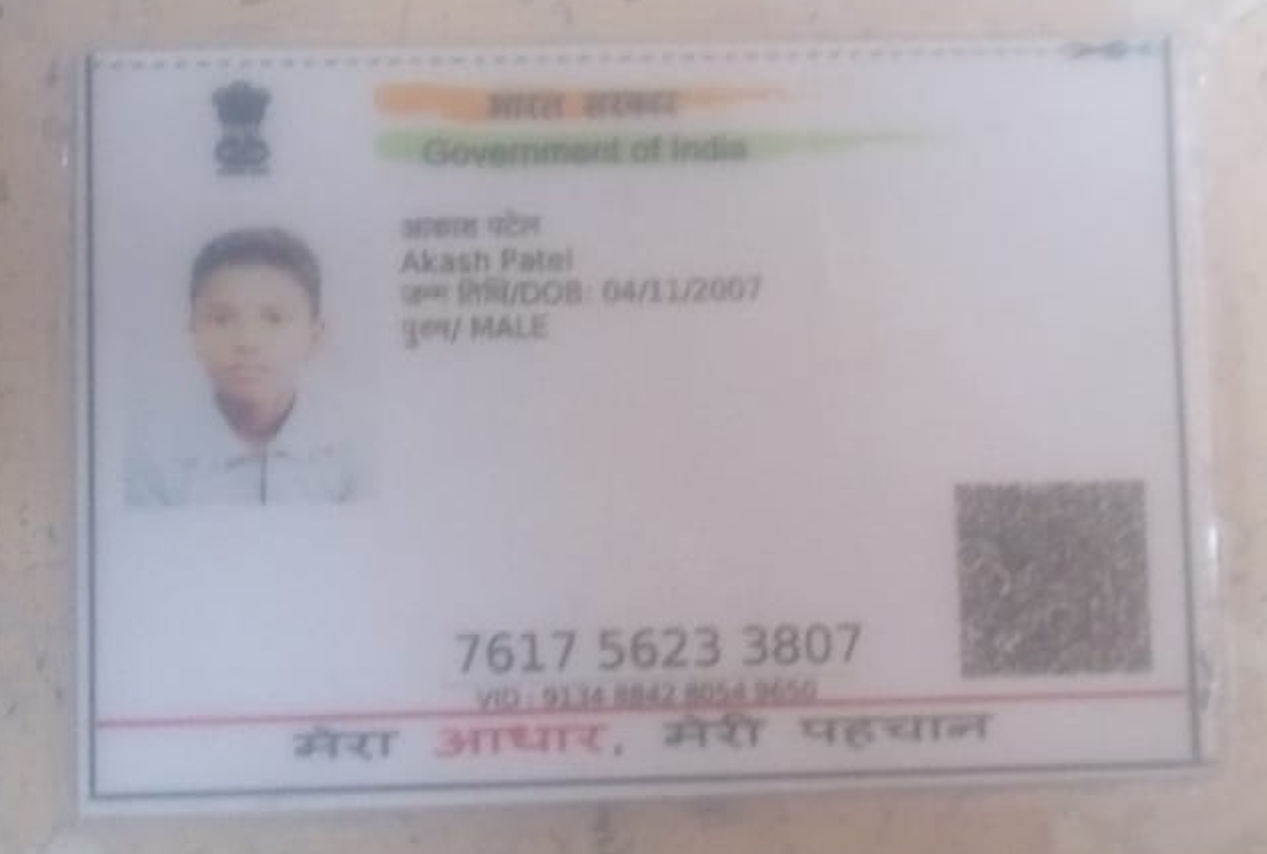 भारत सरकार
Government of India
आकाश पटेल
Akash Patel
जन्म तिथि/DOB: 04/11/2007
पुरुष/ MALE
7617 5623 3807
VID : 9134 8842 8054 9650
मेरा आधार, मेरी पहचान